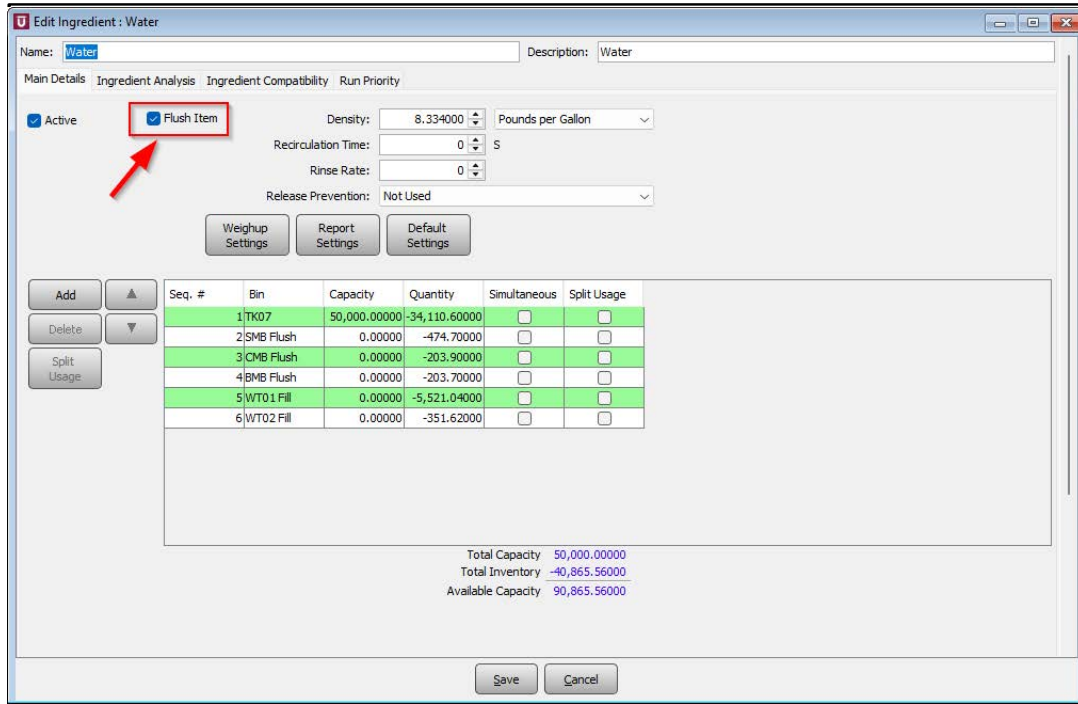 Edit Ingredient : Water
Name: Water Description: Water
Main Details Ingredient Analysis Ingredient Compatibility Run Priority
Active Flush Item Density: 8.334000 Pounds per Gallon
Recirculation Time: 0 S
Rinse Rate: 0
Release Prevention: Not Used
Weighup Settings Report Settings Default Settings
Add
Delete
Split Usage
Seq. # Bin Capacity Quantity Simultaneous Split Usage
1 TK07 50,000.00000 -34,110.60000
2 SMB Flush 0.00000 -474.70000
3 CMB Flush 0.00000 -203.90000
4 BMB Flush 0.00000 -203.70000
5 WT01 Fill 0.00000 -5,521.04000
6 WT02 Fill 0.00000 -351.62000
Total Capacity 50,000.00000
Total Inventory -40,865.56000
Available Capacity 90,865.56000
Save Cancel